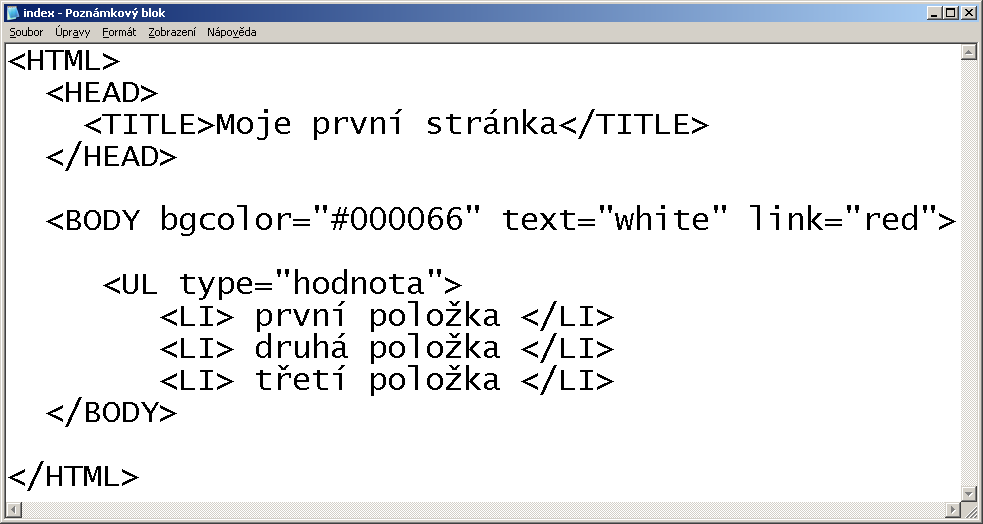 index - Poznámkový blok
Soubor Úpravy Formát Zobrazení Nápověda
<HTML>
<HEAD>
<TITLE>Moje první stránka</TITLE>
</HEAD>
<BODY bgcolor="#000066" text="white" link="red">
<UL type="hodnota">
<LI> první položka </LI>
<LI> druhá položka </LI>
<LI> třetí položka </LI>
</BODY>
</HTML>